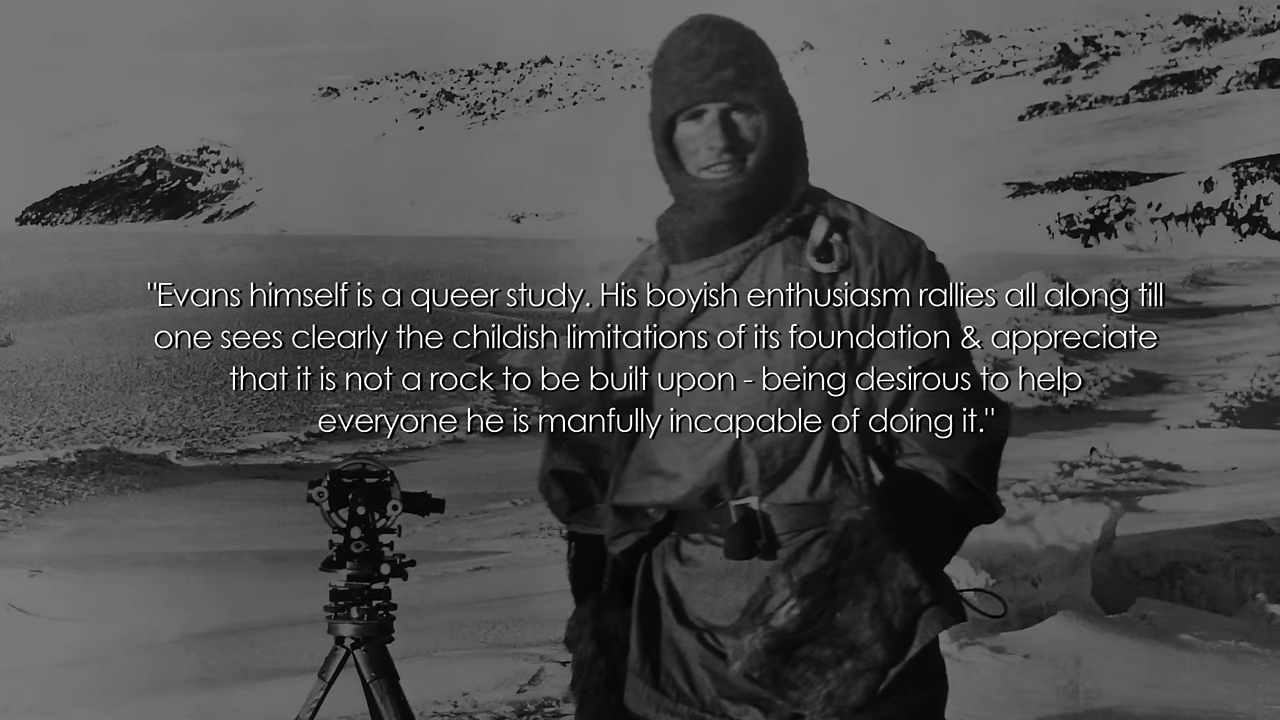 "Evans himself is a queer study. His boyish enthusiasm rallies all along till
one sees clearly the childish limitations of its foundation & appreciate
that it is not a rock to be built upon - being desirous to help
everyone he is manfully incapable of doing it."